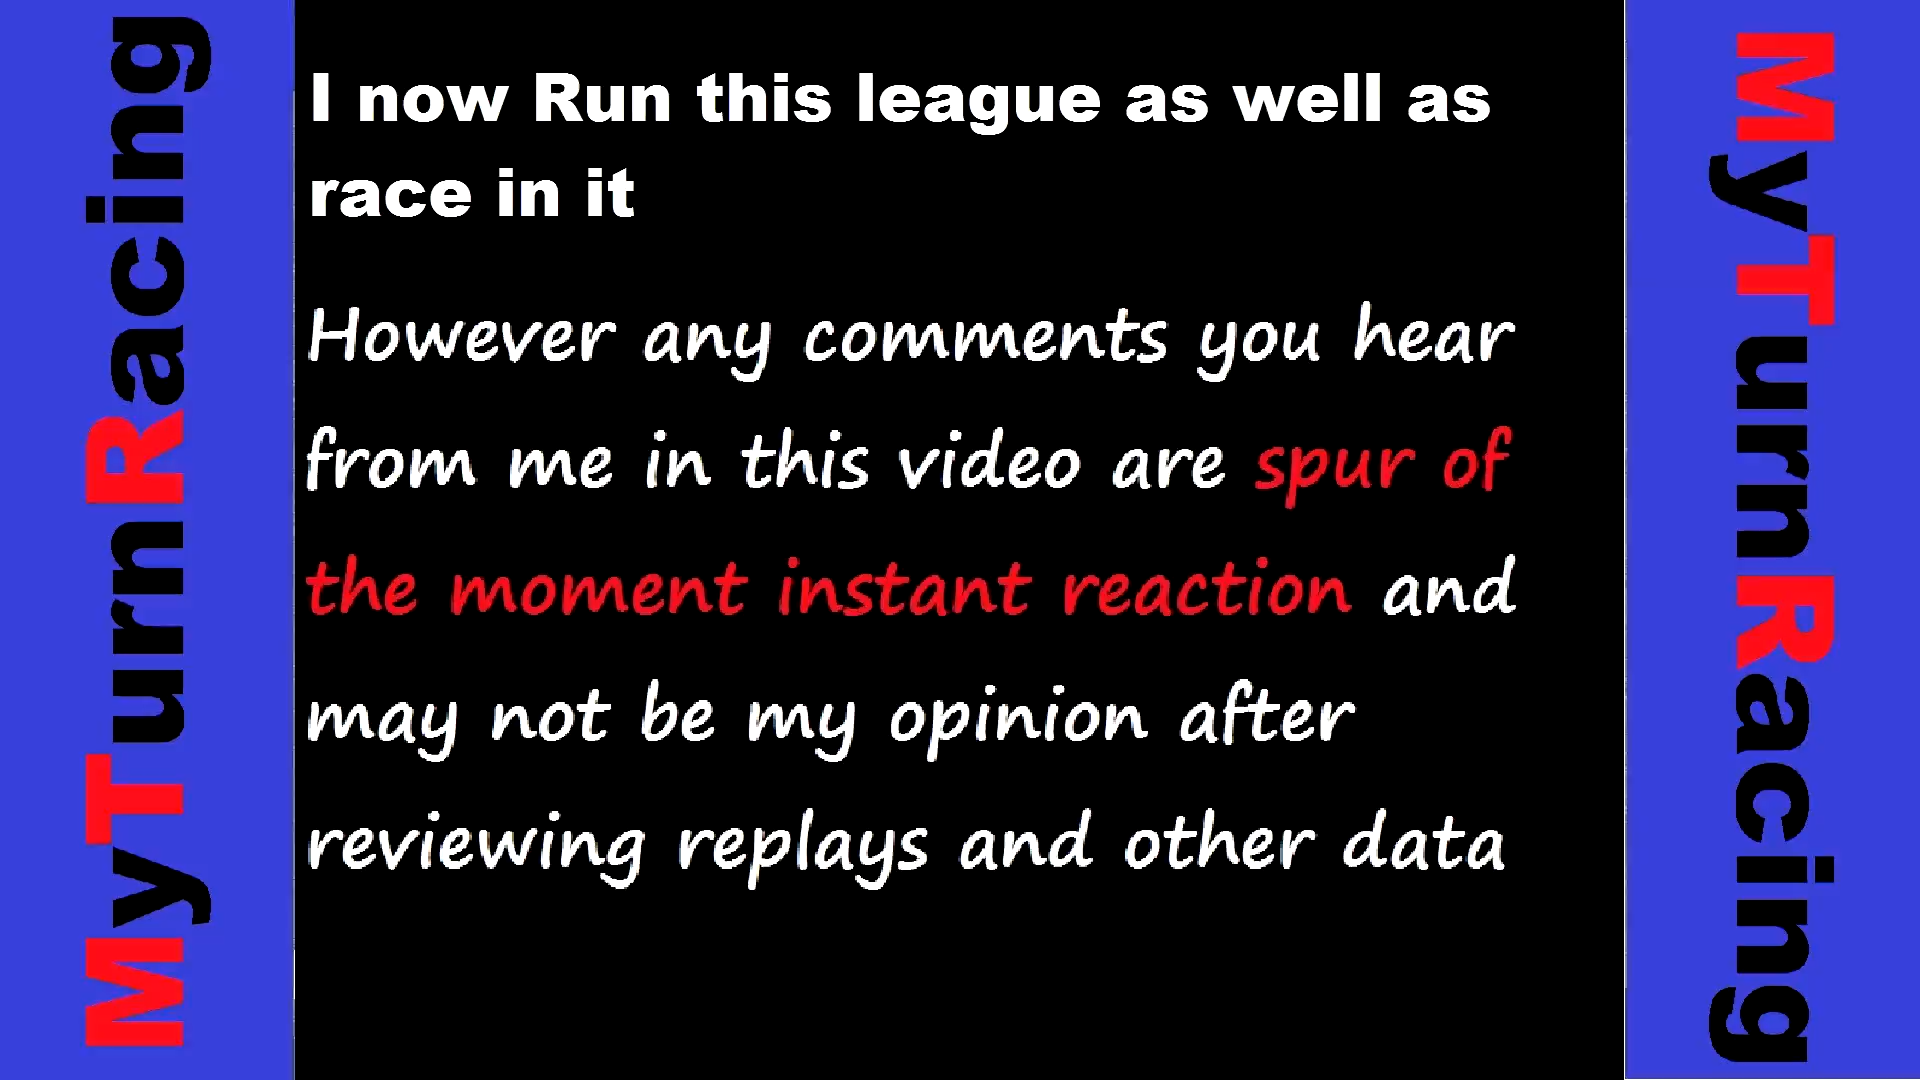 MyTurnRacing
I now Run this league as well as
race in it
However any comments you hear
from me in this video are spur of
the moment instant reaction and
may not be my opinion after
reviewing replays and other data
MyTurnRacing